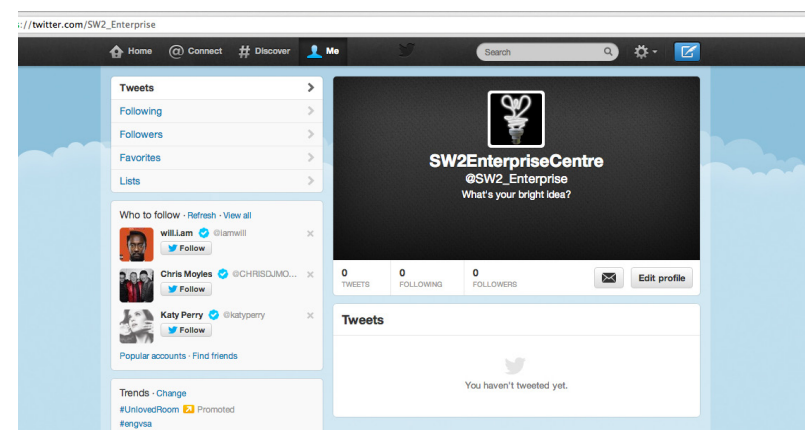 s://twitter.com/SW2_Enterprise
Home @ Connect # Discover Me Search
Tweets
Following
Followers
Favorites
Lists
Who to follow · Refresh · View all
will.i.am @iamwill
Follow
Chris Moyles @CHRISDJMO...
Follow
Katy Perry @katyperry
Follow
Popular accounts · Find friends
Trends · Change
#UnlovedRoom Promoted
#engvsa
SW2EnterpriseCentre
@SW2_Enterprise
What's your bright idea?
0 0 0
TWEETS FOLLOWING FOLLOWERS
Edit profile
Tweets
You haven't tweeted yet.